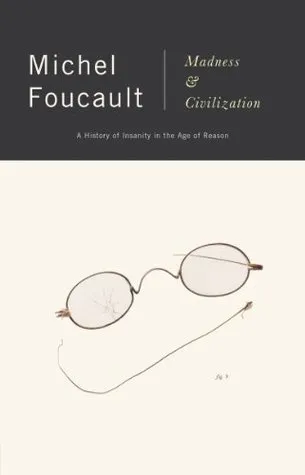 Michel
Foucault
Madness
&
Civilization
A History of Insanity in the Age of Reason